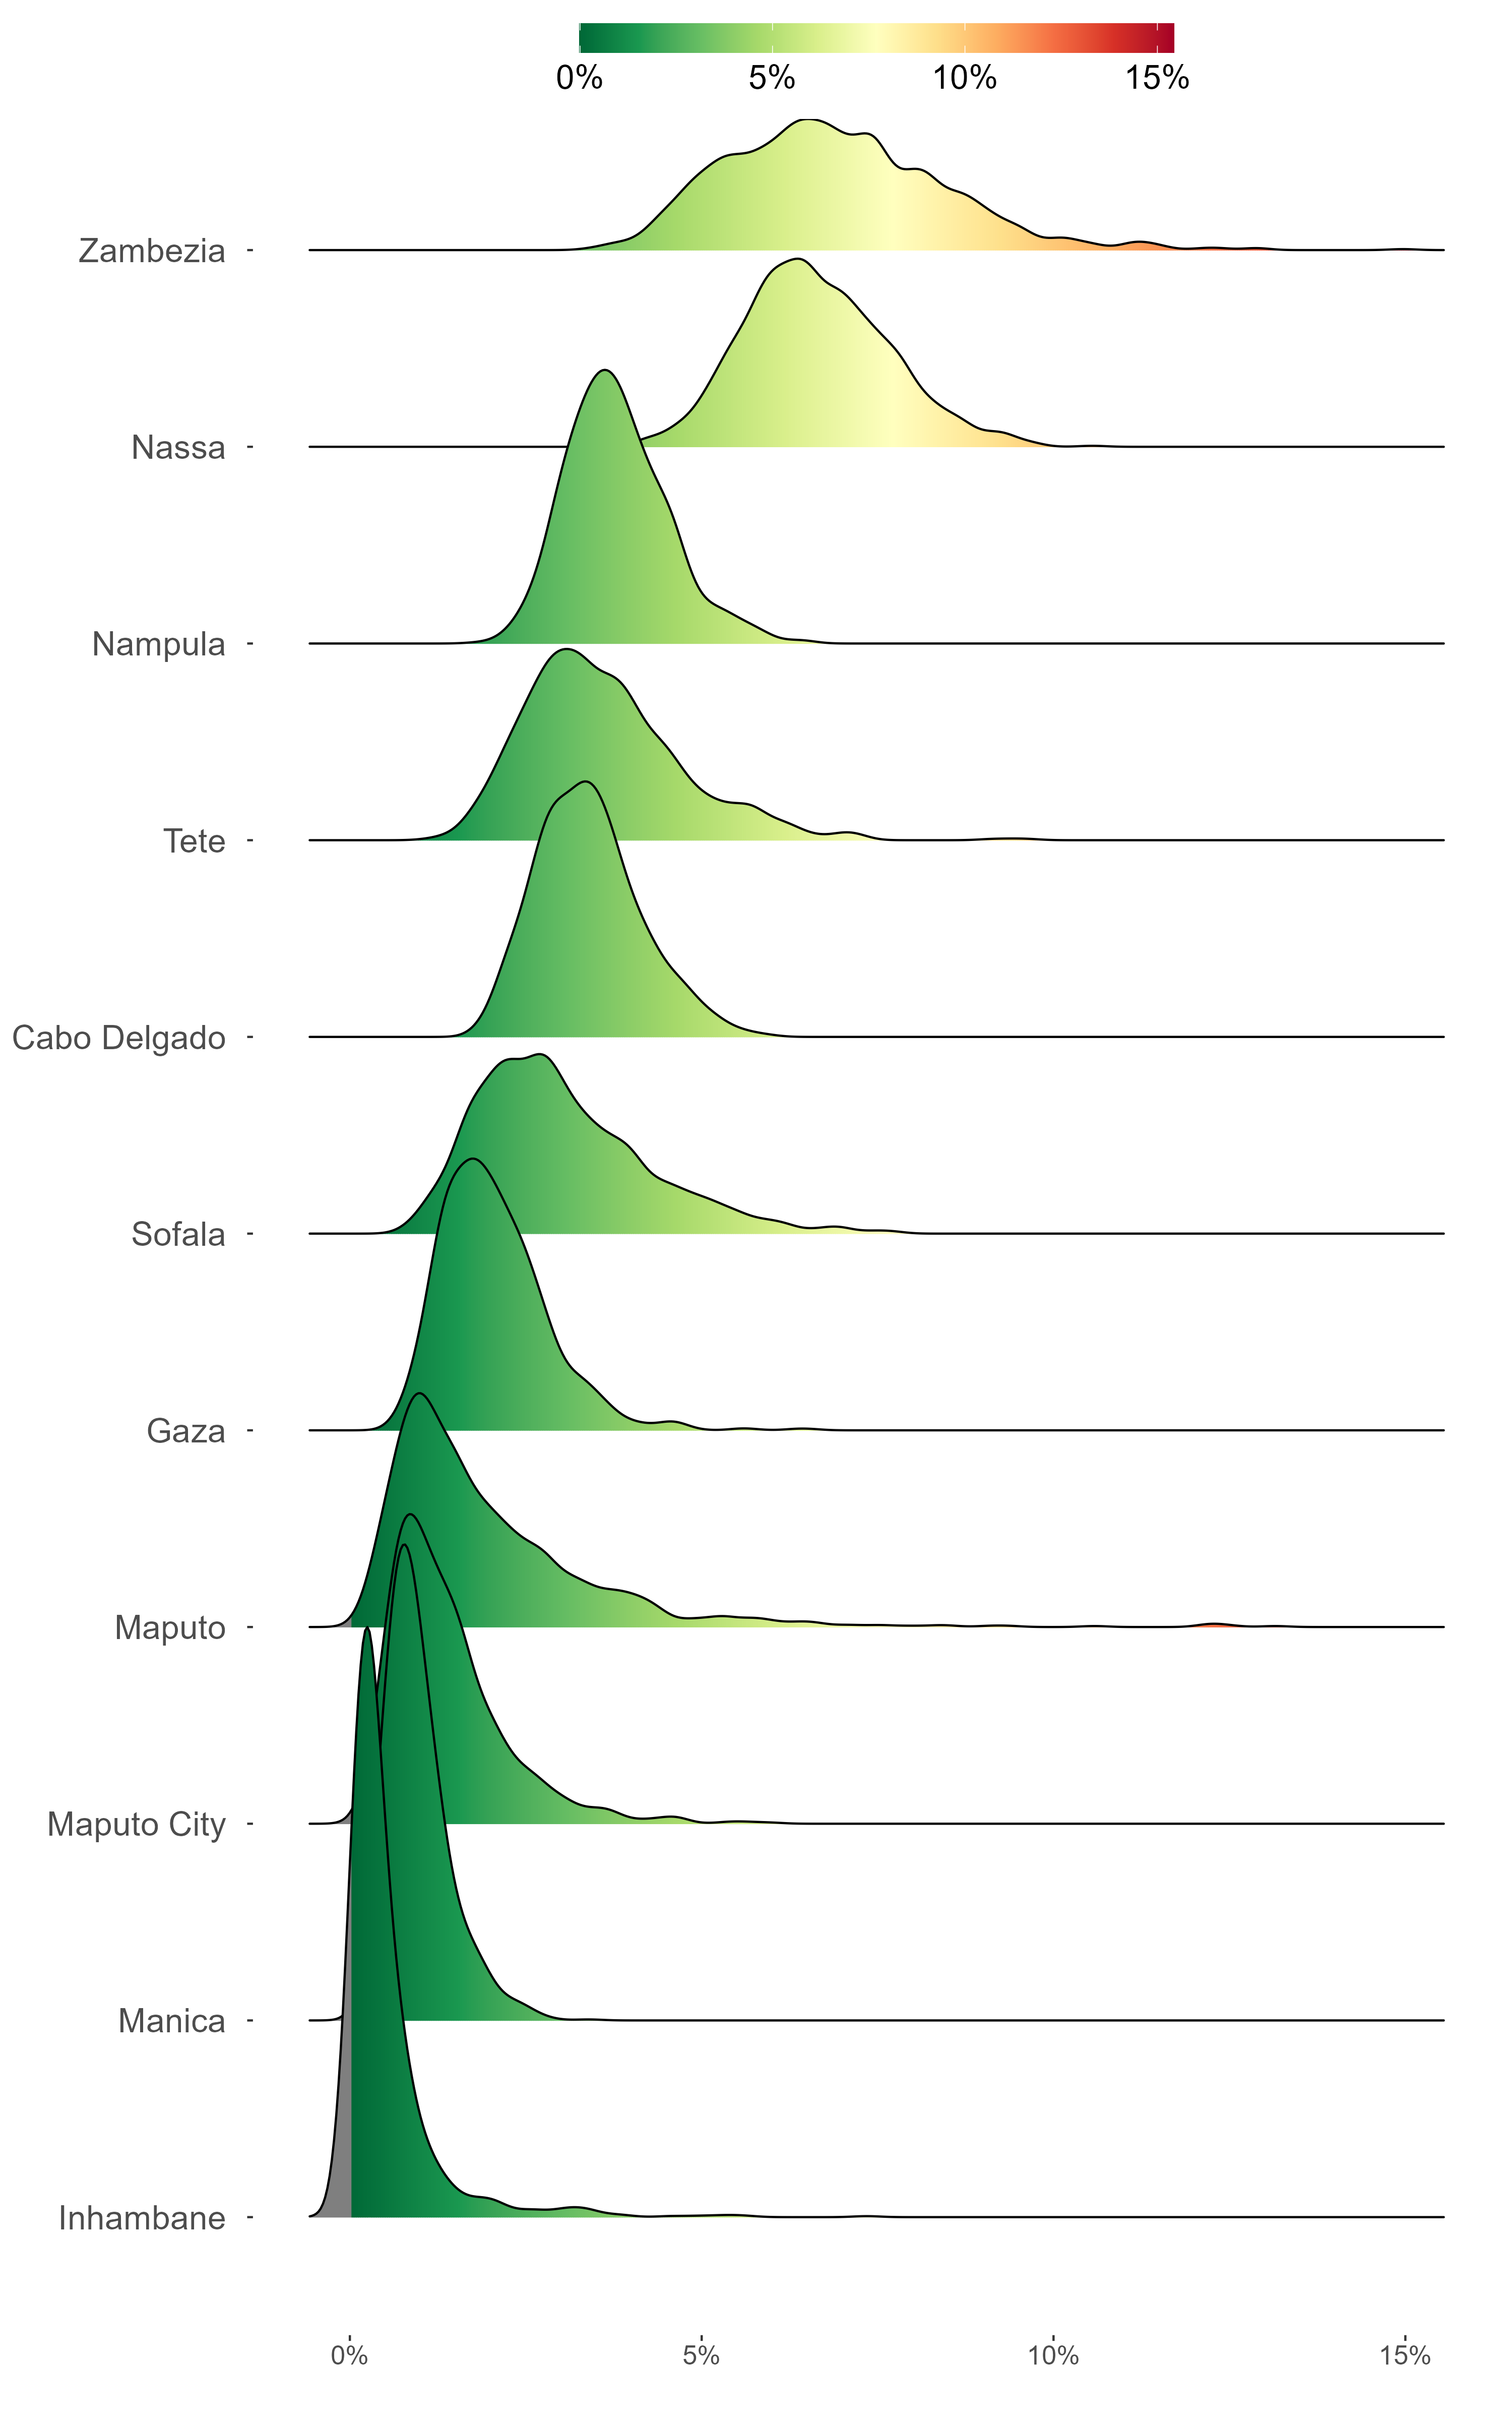 0% 5% 10% 15%
Zambezia
Nassa
Nampula
Tete
Cabo Delgado
Sofala
Gaza
Maputo
Maputo City
Manica
Inhambane
0% 5% 10% 15%